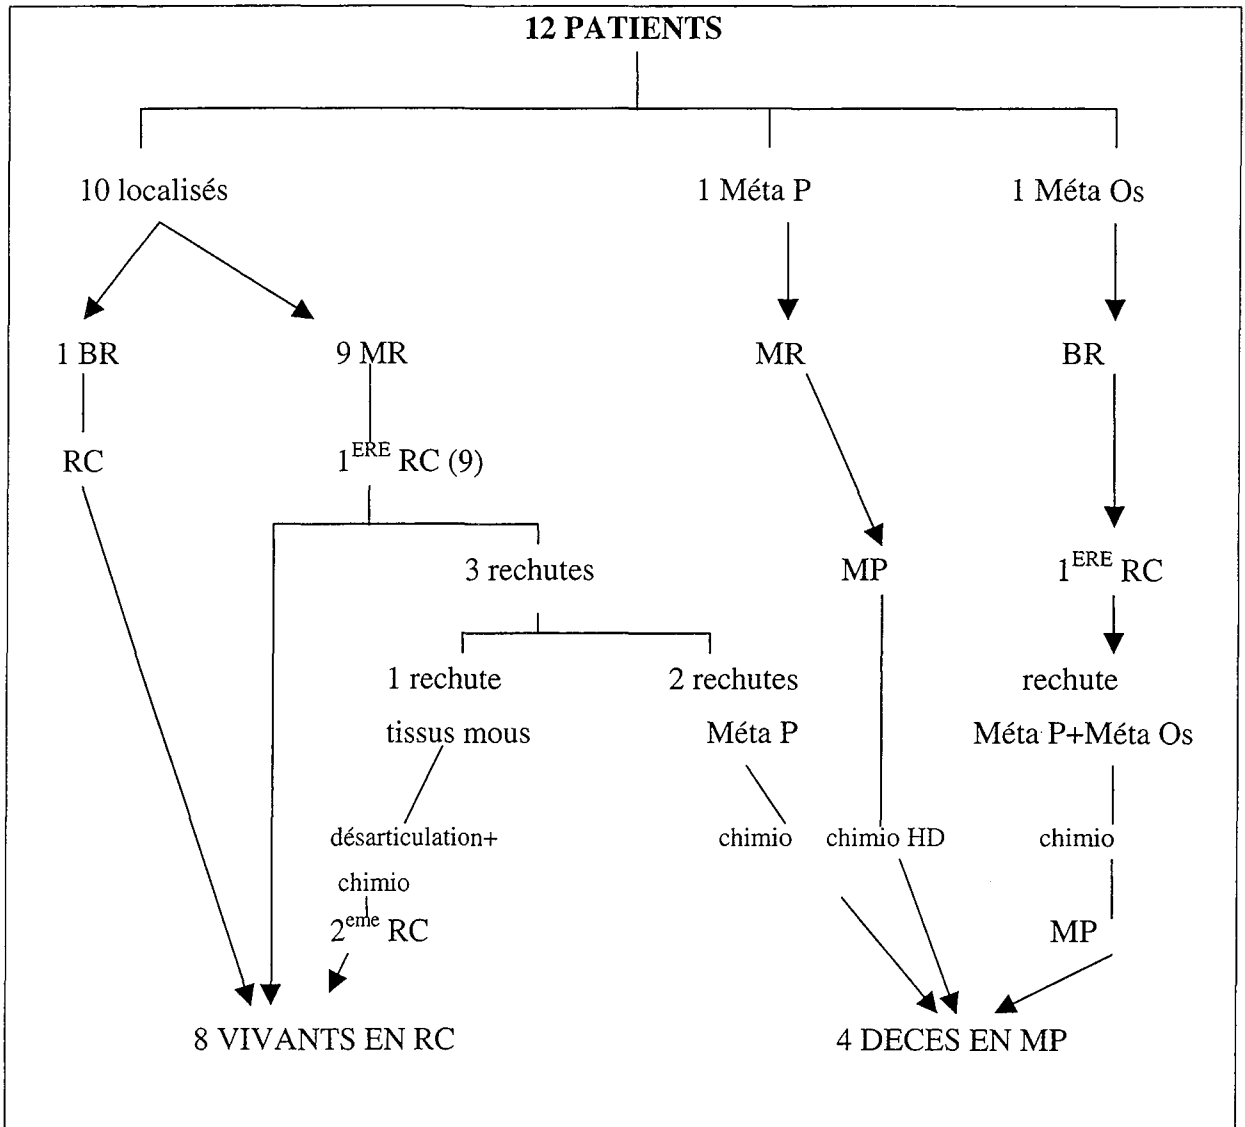 12 PATIENTS
10 localisés
1 Méta P
1 Méta Os
1 BR
9 MR
MR
BR
RC
1ERE RC (9)
3 rechutes
MP
1ERE RC
1 rechute
tissus mous
2 rechutes
Méta P
rechute
Méta P+Méta Os
désarticulation+
chimio
chimio
chimio HD
chimio
2eme RC
MP
8 VIVANTS EN RC
4 DECES EN MP